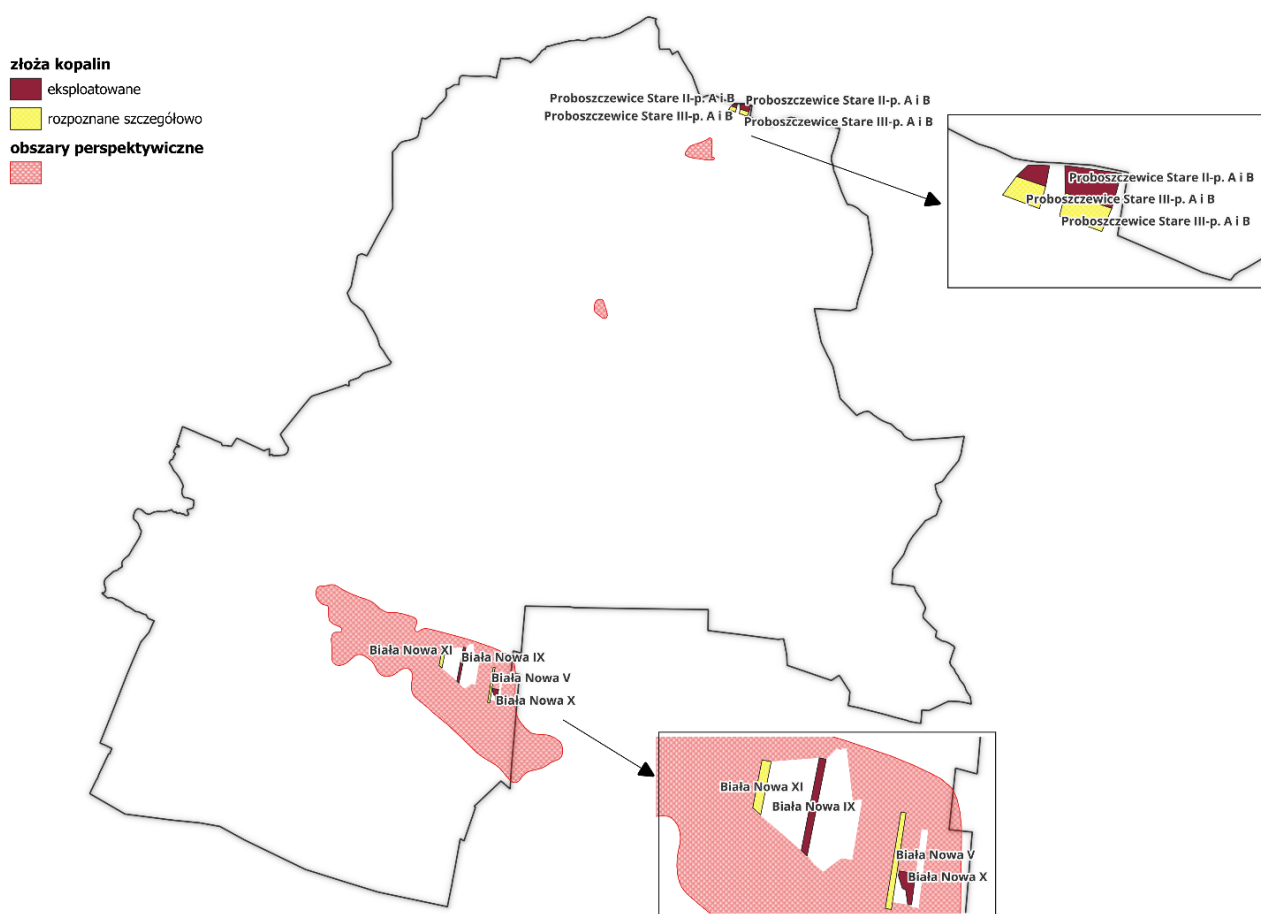 złoża kopalin
eksploatowane
rozpoznane szczegółowo
obszary perspektywiczne
Proboszczewice Stare II-p. A i B
Proboszczewice Stare II-p. A i B
Proboszczewice Stare III-p. A i B
Proboszczewice Stare III-p. A i B
Proboszczewice Stare II-p. A i B
Proboszczewice Stare III-p. A i B
Proboszczewice Stare III-p. A i B
Biała Nowa XI
Biała Nowa IX
Biała Nowa V
Biała Nowa X
Biała Nowa XI
Biała Nowa IX
Biała Nowa V
Biała Nowa X